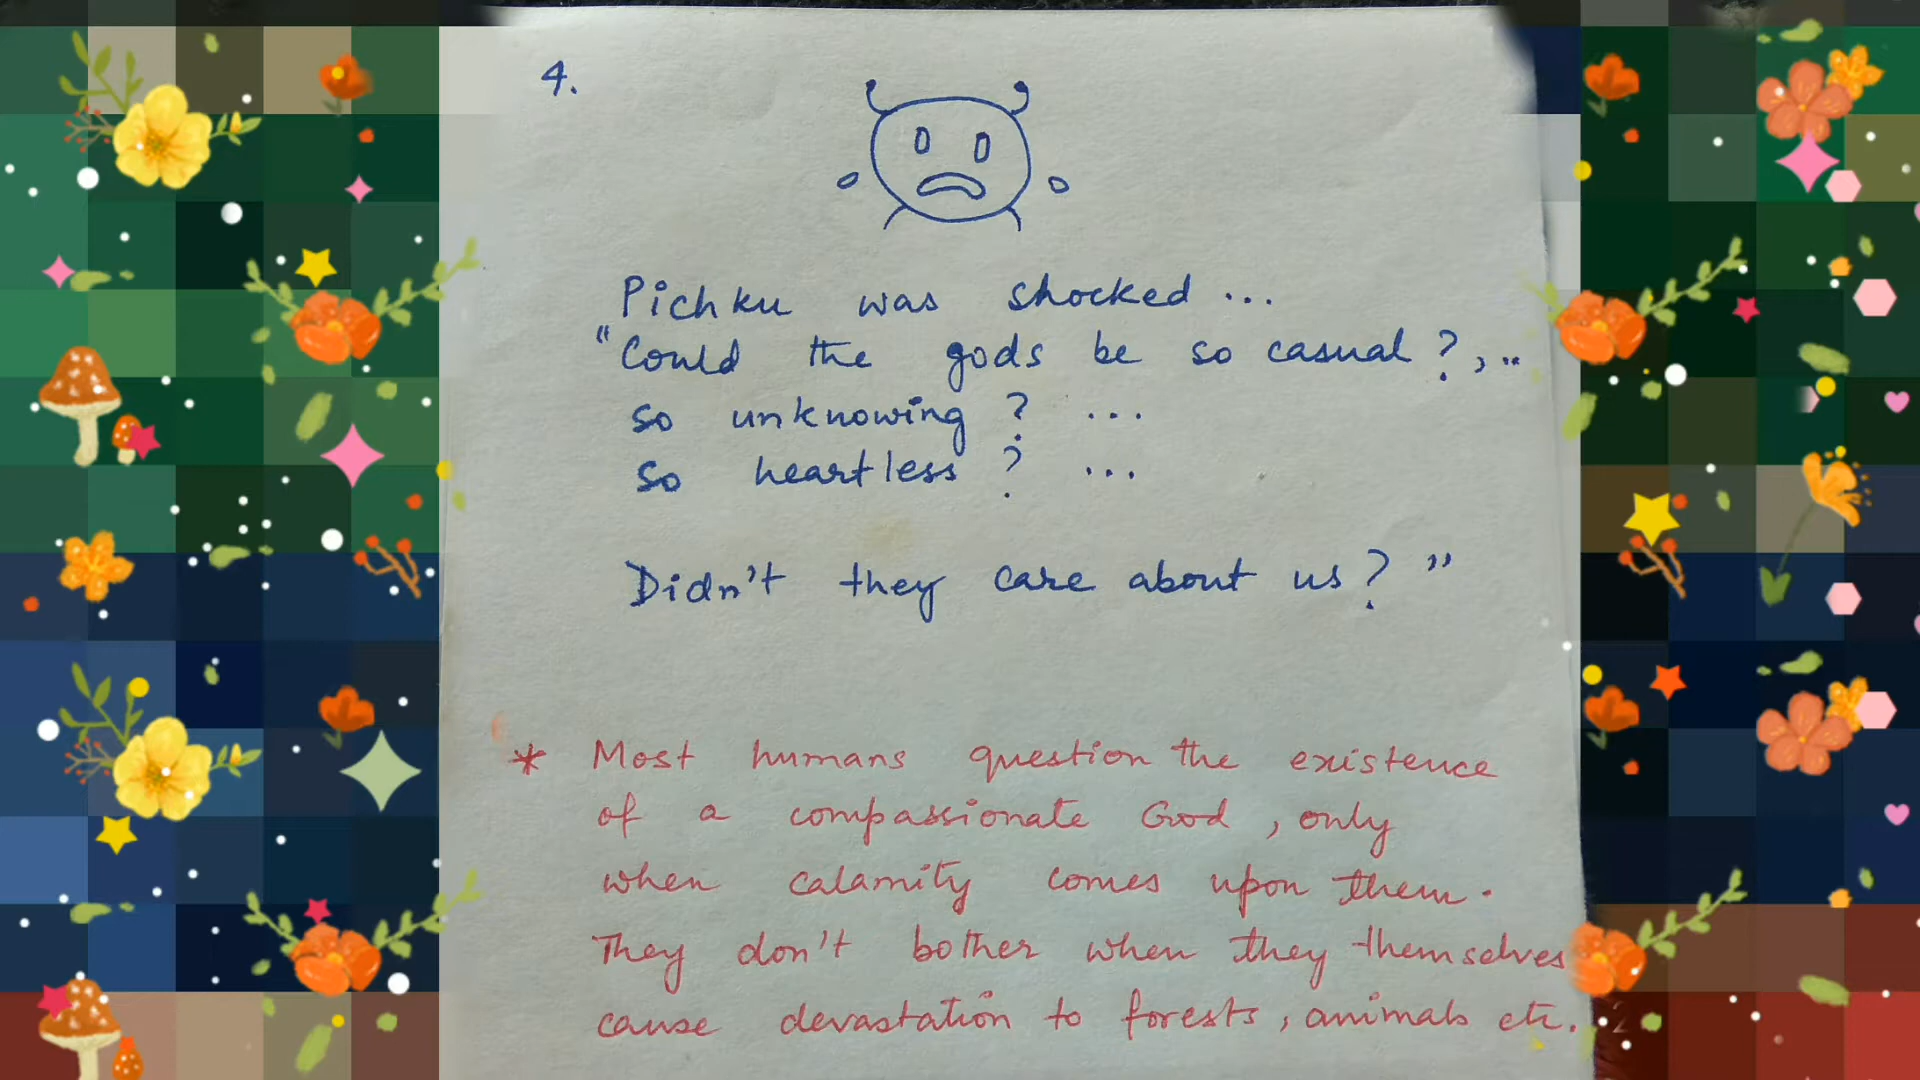 4.
Pichku was shocked...
"Could the gods be so casual?,..
so unknowing? ...
so heartless? ...
Didn't they care about us?"
* Most humans question the existence
of a compassionate God, only
when calamity comes upon them.
They don't bother when they themselves
cause devastation to forests, animals etc.